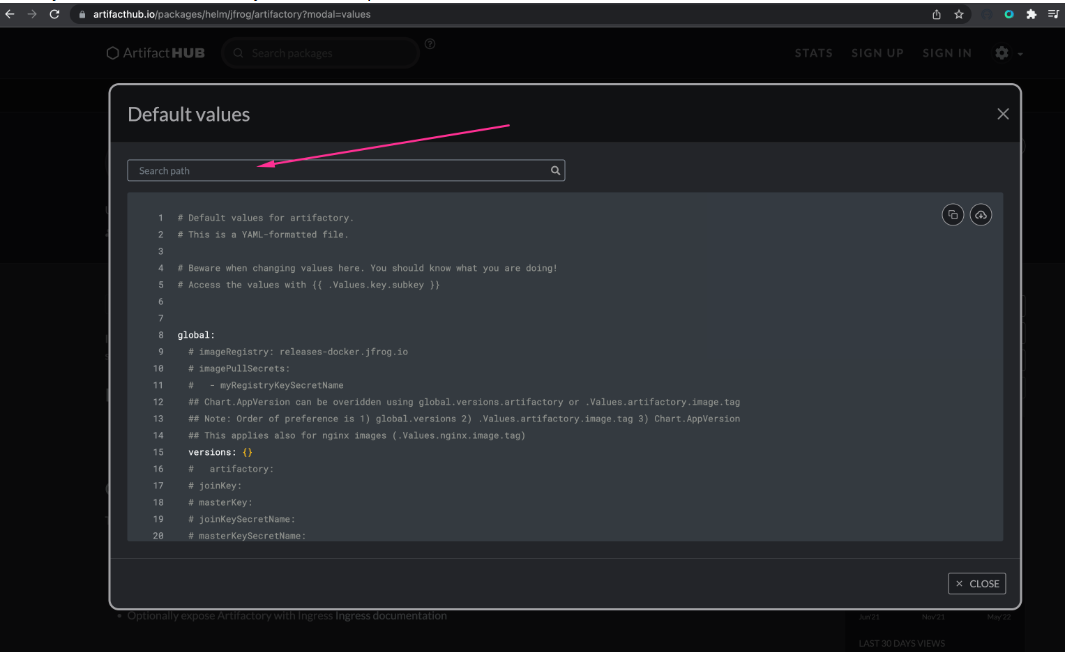 artifacthub.io/packages/helm/jfrog/artifactory?modal=values
Artifact HUB
Search packages
STATS
SIGN UP
SIGN IN
Default values
Search path
1 # Default values for artifactory.
2 # This is a YAML-formatted file.
3
4 # Beware when changing values here. You should know what you are doing!
5 # Access the values with {{ .Values.key.subkey }}
6
7
8 global:
9 # imageRegistry: releases-docker.jfrog.io
10 # imagePullSecrets:
11 # - myRegistryKeySecretName
12 ## Chart.AppVersion can be overidden using global.versions.artifactory or .Values.artifactory.image.tag
13 ## Note: Order of preference is 1) global.versions 2) .Values.artifactory.image.tag 3) Chart.AppVersion
14 ## This applies also for nginx images (.Values.nginx.image.tag)
15 versions: {}
16 # artifactory:
17 # joinKey:
18 # masterKey:
19 # joinKeySecretName:
20 # masterKeySecretName:
× CLOSE
• Optionally expose Artifactory with Ingress Ingress documentation
Jun'21
Nov'21
May'22
LAST 30 DAYS VIEWS